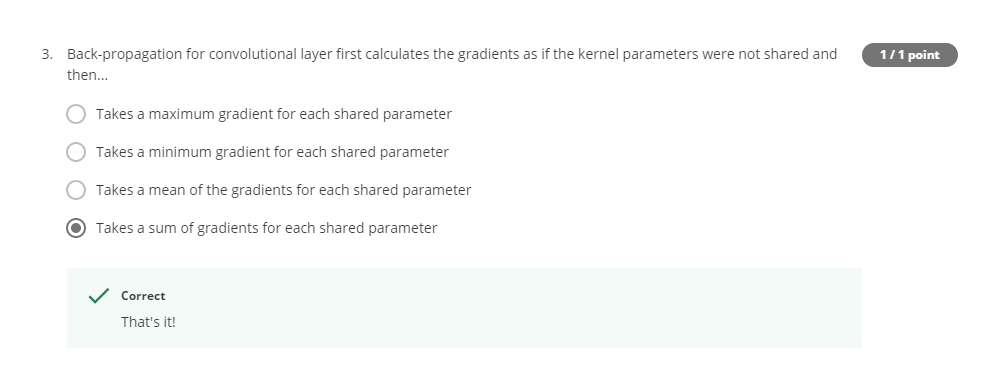 3. Back-propagation for convolutional layer first calculates the gradients as if the kernel parameters were not shared and
then...
1 / 1 point
Takes a maximum gradient for each shared parameter
Takes a minimum gradient for each shared parameter
Takes a mean of the gradients for each shared parameter
Takes a sum of gradients for each shared parameter
Correct
That's it!